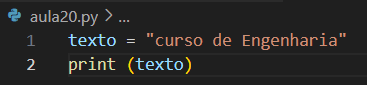 aula20.py > ...
1 texto = "curso de Engenharia"
2 print (texto)